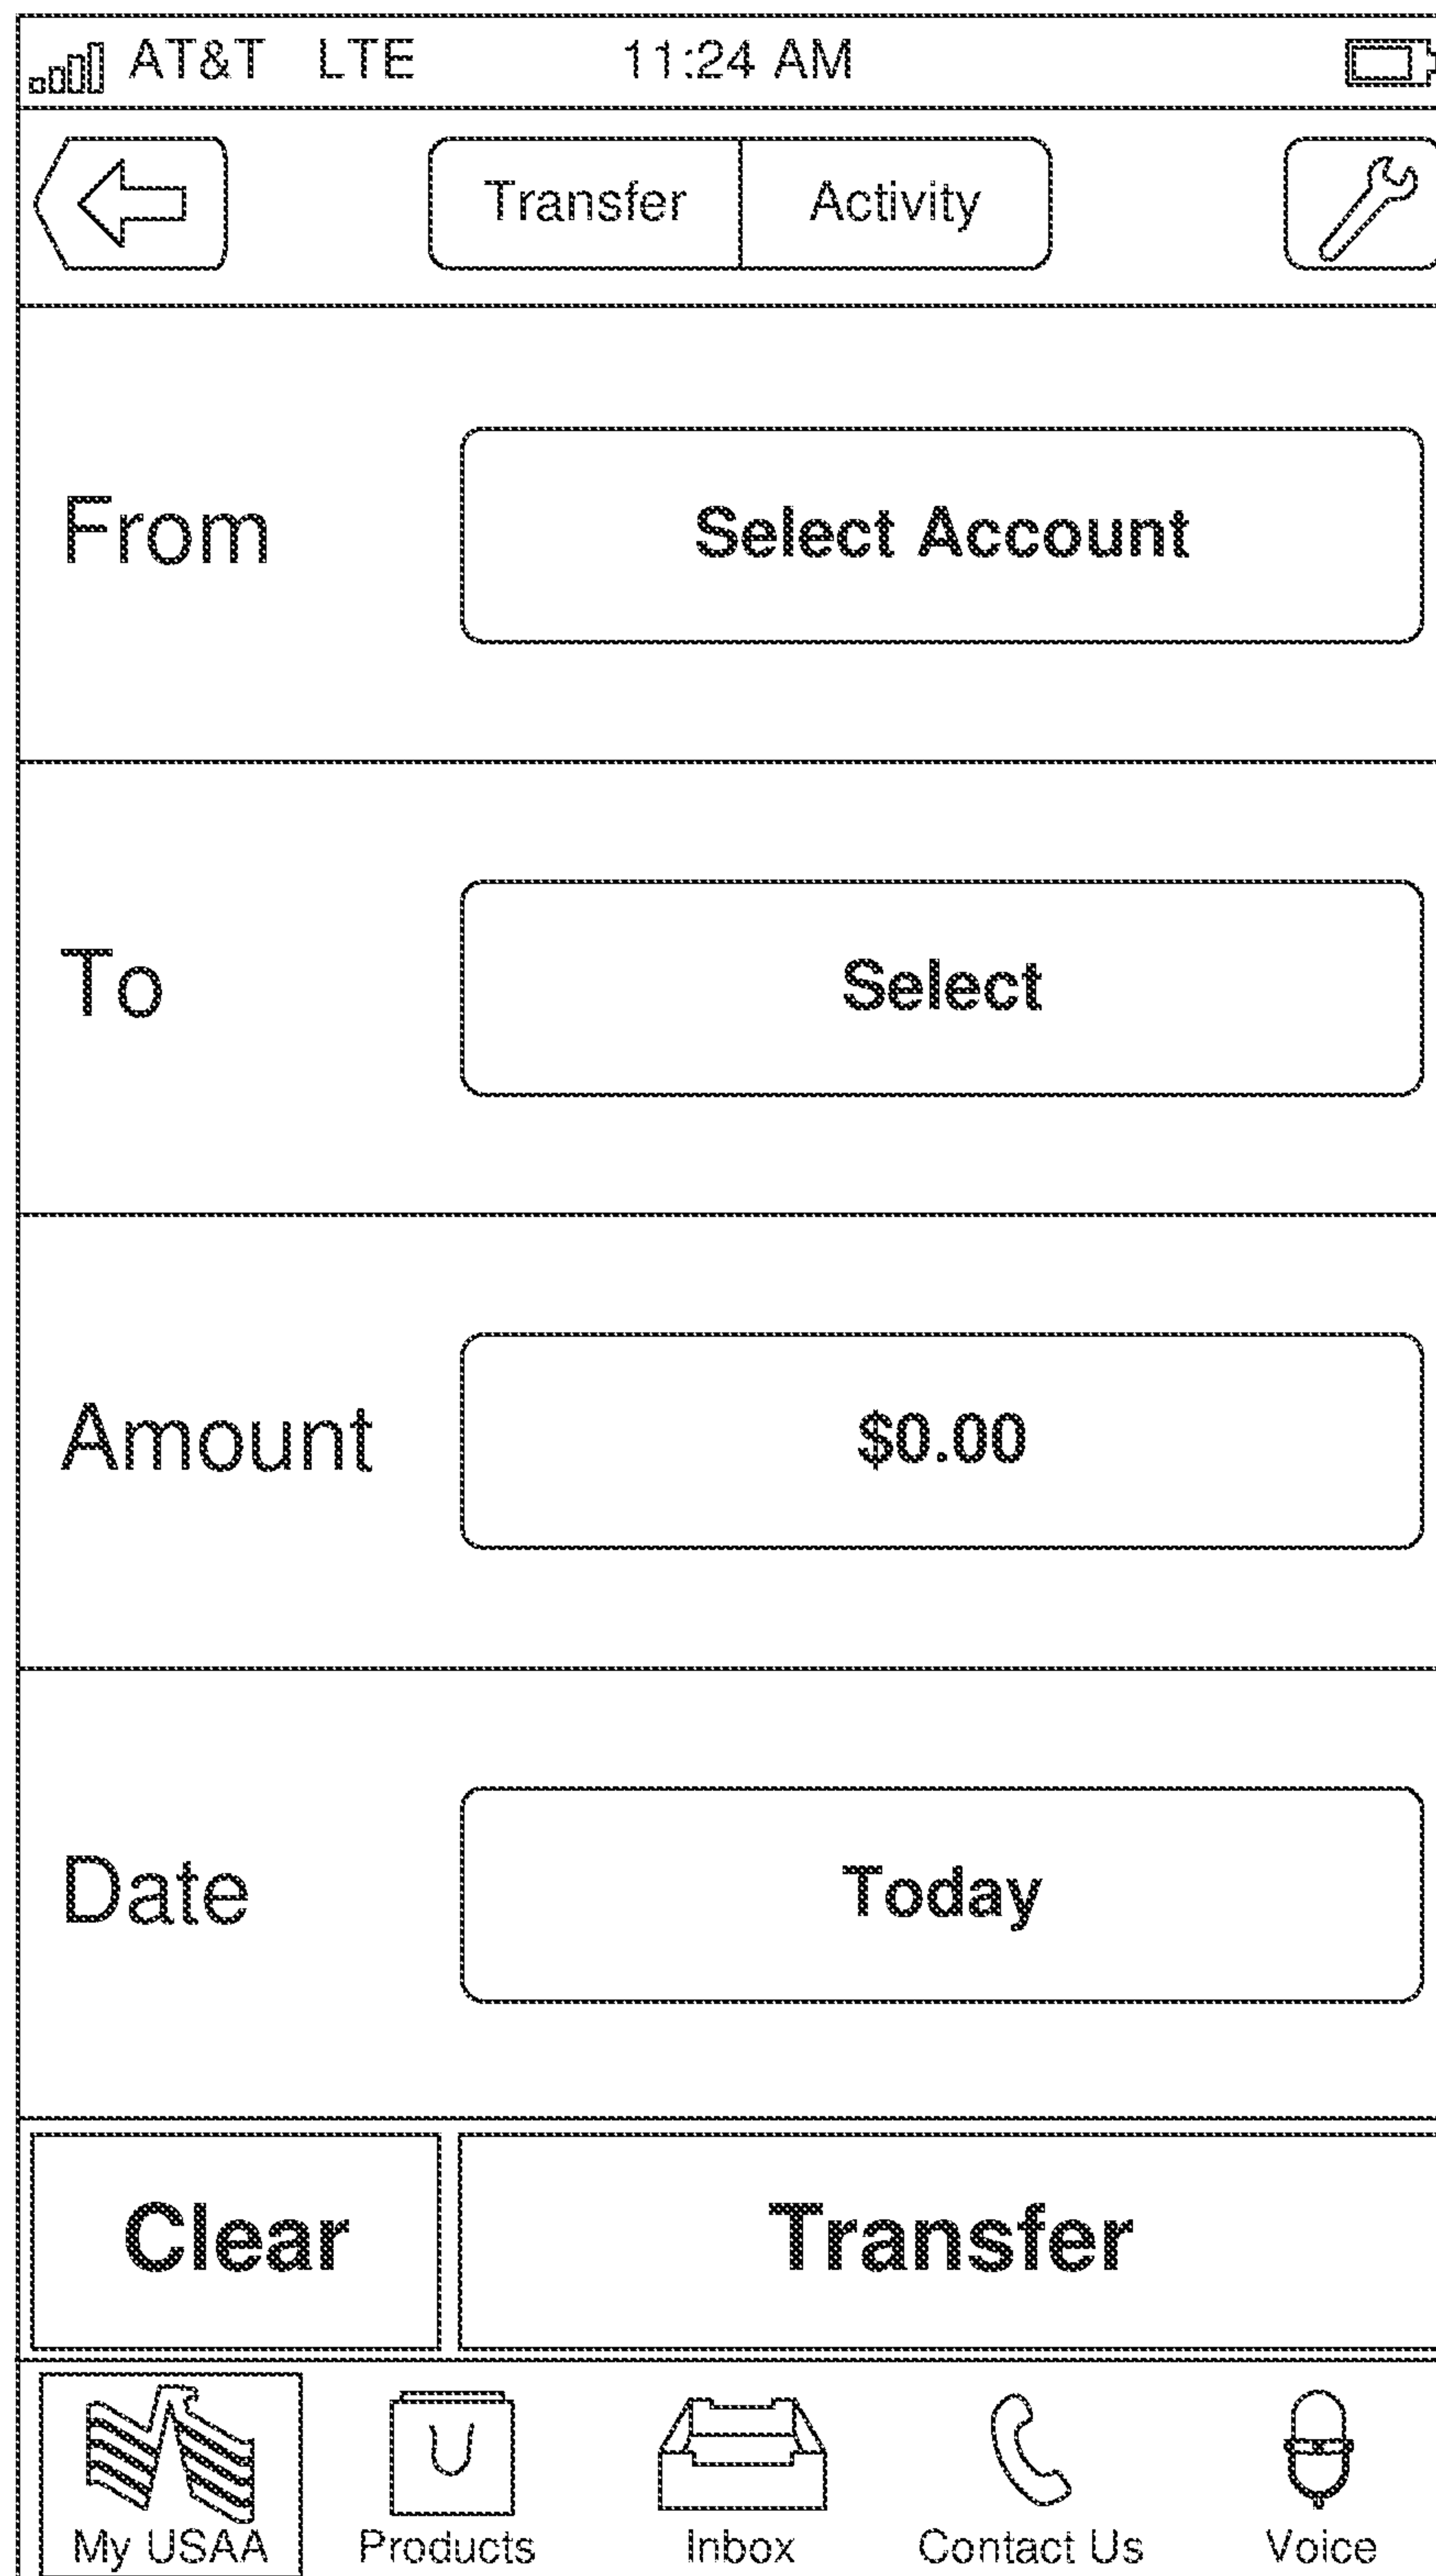 AT&T LTE 11:24 AM
Transfer Activity
From Select Account
To Select
Amount $0.00
Date Today
Clear Transfer
My USAA Products Inbox Contact Us Voice